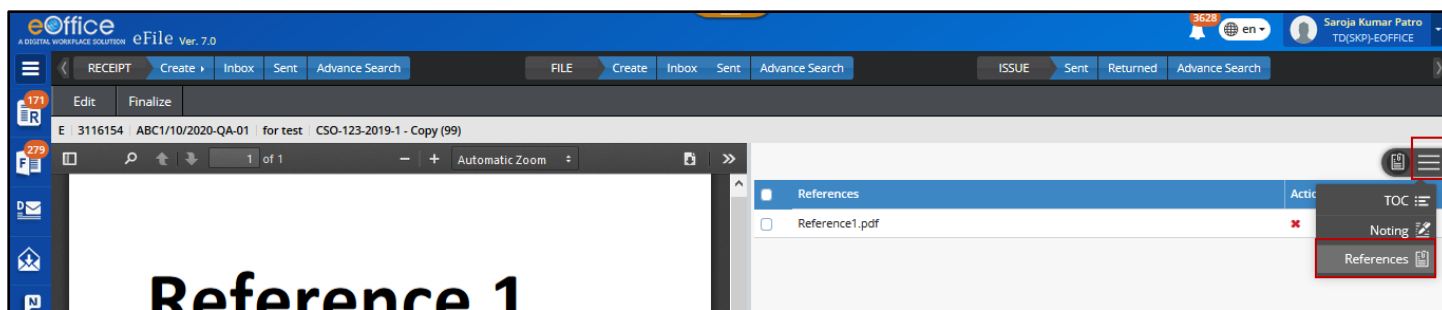 eOffice
A DIGITAL WORKPLACE SOLUTION eFile Ver. 7.0
3628
en
Saroja Kumar Patro
TD(SKP)-EOFFICE
RECEIPT Create Inbox Sent Advance Search FILE Create Inbox Sent Advance Search ISSUE Sent Returned Advance Search
171
R
Edit Finalize
E 3116154 ABC1/10/2020-QA-01 for test CSO-123-2019-1 - Copy (99)
279
F
1 of 1 Automatic Zoom
References
Reference1.pdf
TOC
Noting
References
D
N
Reference 1